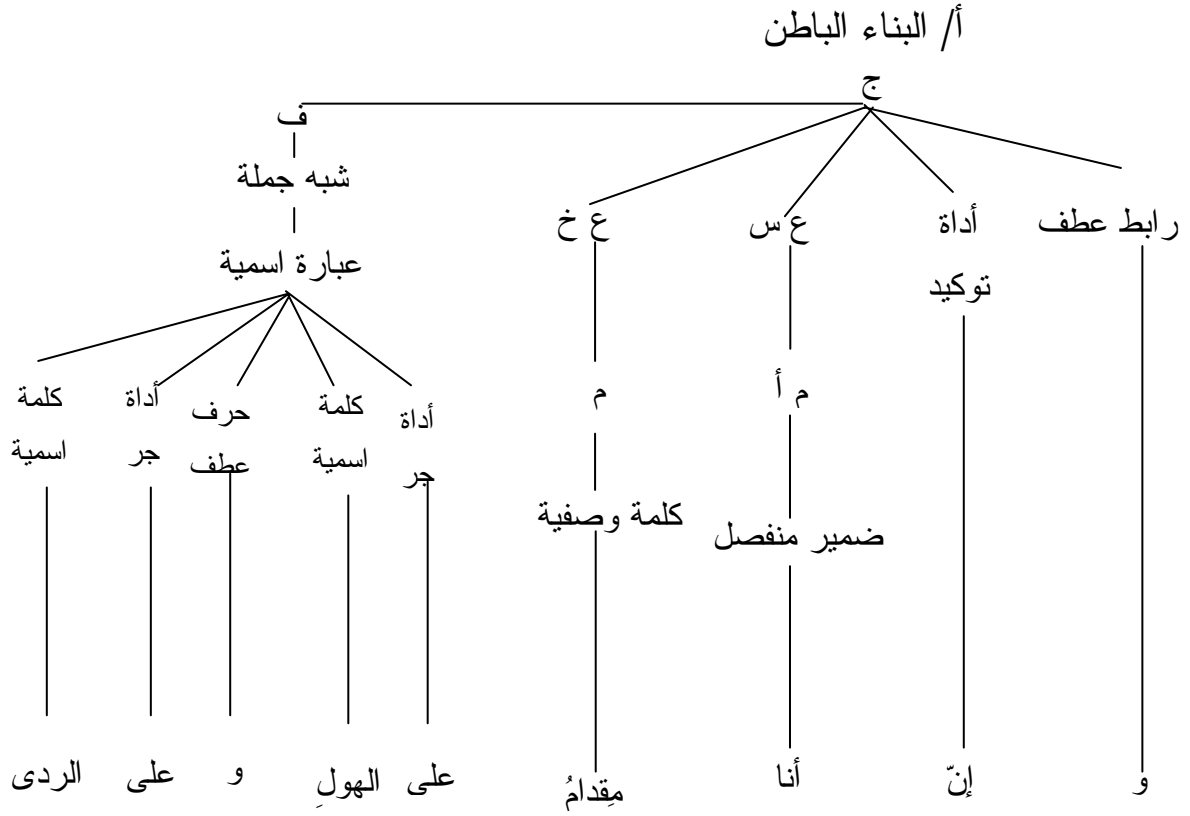 أ/ البناء الباطن
ج
ف
شبه جملة
رابط عطف أداة ع س ع خ
عبارة اسمية
توكيد
م أ م
أداة كلمة حرف أداة كلمة
جر اسمية عطف جر اسمية
كلمة وصفية
ضمير منفصل
و إنّ أنا مِقدامُ على الهولِ و على الردى